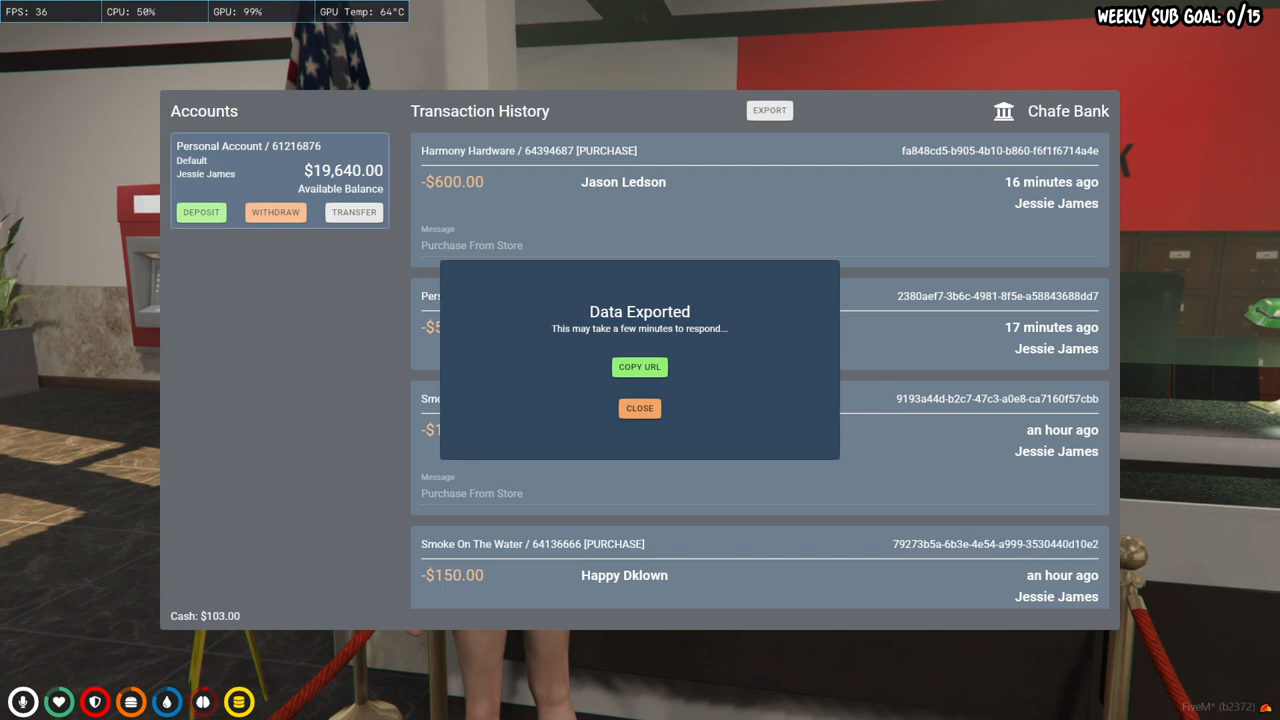 FPS: 36
CPU: 50%
GPU: 99%
GPU Temp: 64°C
WEEKLY SUB GOAL: 0/15
Accounts
Personal Account / 61216876
Default
Jessie James
$19,640.00
Available Balance
DEPOSIT
WITHDRAW
TRANSFER
Cash: $103.00
Transaction History
EXPORT
Chafe Bank
Harmony Hardware / 64394687 [PURCHASE]
fa848cd5-b905-4b10-b860-f6f1f6714a4e
-$600.00
Jason Ledson
16 minutes ago
Jessie James
Message
Purchase From Store
2380aef7-3b6c-4981-8f5e-a58843688dd7
17 minutes ago
Jessie James
9193a44d-b2c7-47c3-a0e8-ca7160f57cbb
an hour ago
Jessie James
Message
Purchase From Store
Smoke On The Water / 64136666 [PURCHASE]
79273b5a-6b3e-4e54-a999-3530440d10e2
-$150.00
Happy Dklown
an hour ago
Jessie James
Data Exported
This may take a few minutes to respond...
COPY URL
CLOSE
FiveM* (b2372)